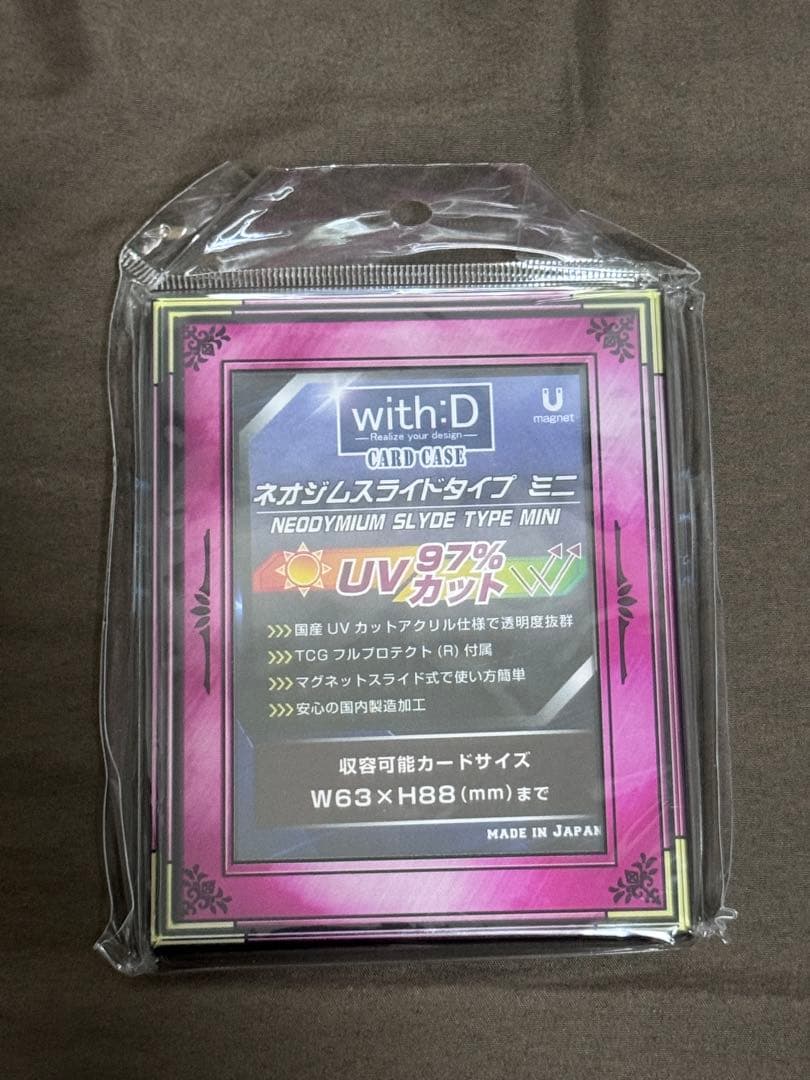 with:D
Realize your design
CARD CASE
magnet
ネオジムスライドタイプ ミニ
NEODYMIUM SLYDE TYPE MINI
UV 97%カット
>>> 国産UVカットアクリル仕様で透明度抜群
>>> TCGフルプロテクト(R)付属
>>> マグネットスライド式で使い方簡単
>>> 安心の国内製造加工
収容可能カードサイズ
W63×H88(mm)まで
MADE IN JAPAN